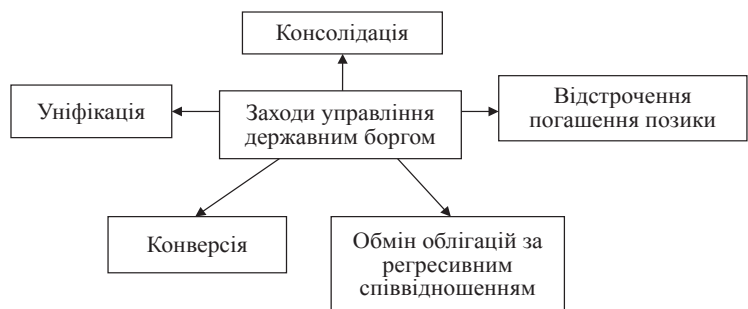 Консолідація
Уніфікація
Заходи управління
державним боргом
Відстрочення
погашення позики
Конверсія
Обмін облігацій за
регресивним
співвідношенням